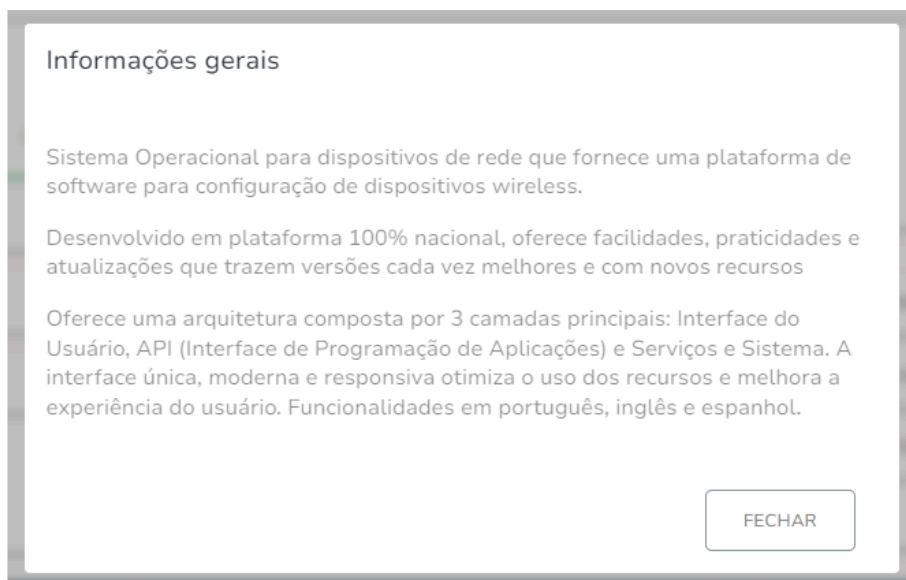 Informações gerais
Sistema Operacional para dispositivos de rede que fornece uma plataforma de
software para configuração de dispositivos wireless.
Desenvolvido em plataforma 100% nacional, oferece facilidades, praticidades e
atualizações que trazem versões cada vez melhores e com novos recursos
Oferece uma arquitetura composta por 3 camadas principais: Interface do
Usuário, API (Interface de Programação de Aplicações) e Serviços e Sistema. A
interface única, moderna e responsiva otimiza o uso dos recursos e melhora a
experiência do usuário. Funcionalidades em português, inglês e espanhol.
FECHAR